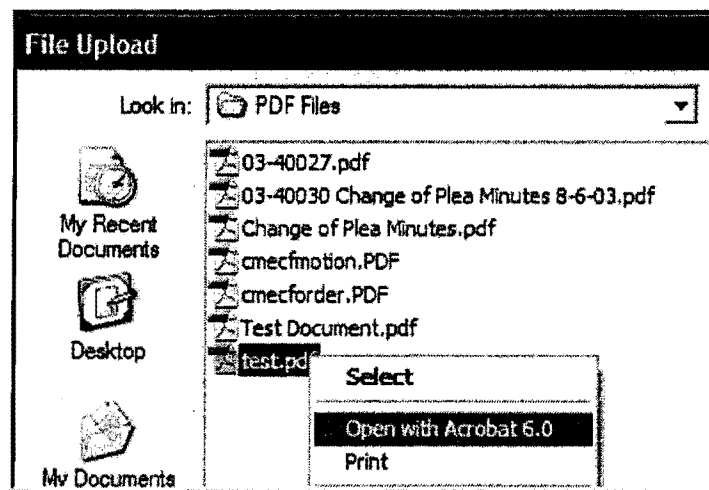 File Upload
Look in: PDF Files
03-40027.pdf
03-40030 Change of Plea Minutes 8-6-03.pdf
Change of Plea Minutes.pdf
cmecfmotion.PDF
cmecforder.PDF
Test Document.pdf
test.pdf
My Recent
Documents
Desktop
My Documents
Select
Open with Acrobat 6.0
Print